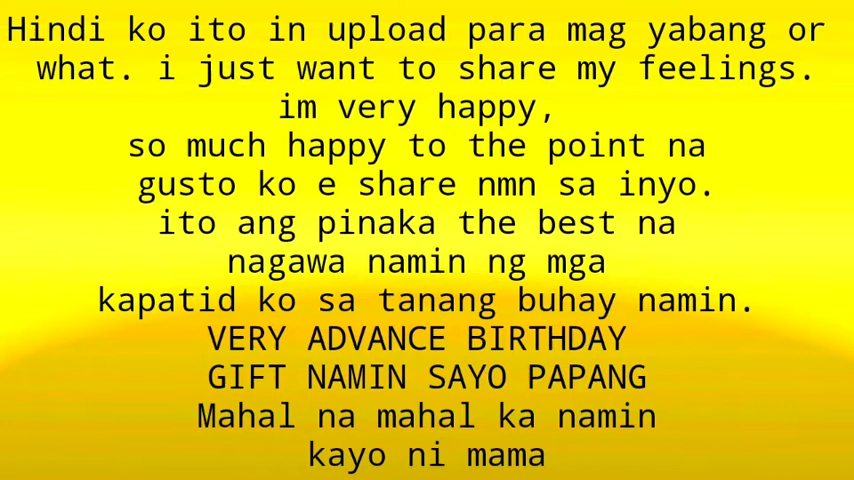 Hindi ko ito in upload para mag yabang or
what. i just want to share my feelings.
im very happy,
so much happy to the point na
gusto ko e share nmn sa inyo.
ito ang pinaka the best na
nagawa namin ng mga
kapatid ko sa tanang buhay namin.
VERY ADVANCE BIRTHDAY
GIFT NAMIN SAYO PAPANG
Mahal na mahal ka namin
kayo ni mama